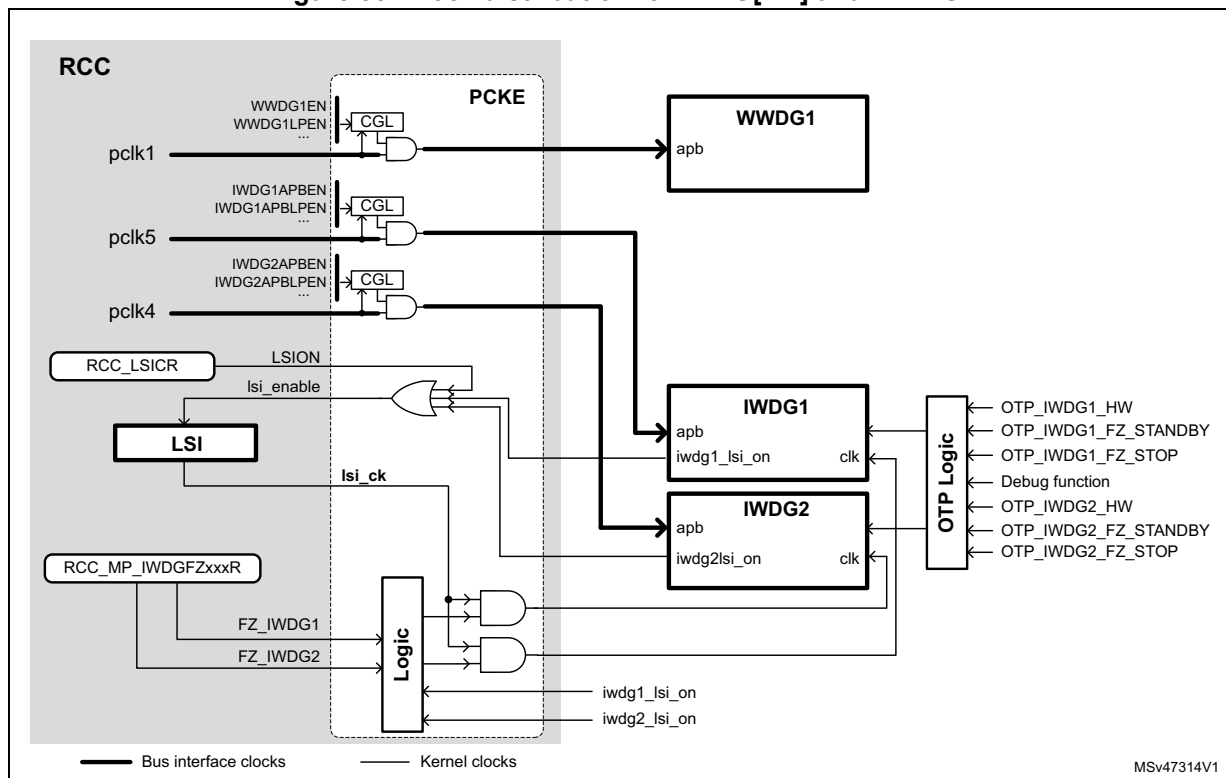 RCC
PCKE
WWDG1EN
WWDG1LPEN
...
CGL
pclk1
WWDG1
apb
IWDG1APBEN
IWDG1APBLPEN
...
CGL
pclk5
IWDG2APBEN
IWDG2APBLPEN
...
CGL
pclk4
RCC_LSICR
LSION
lsi_enable
LSI
lsi_ck
IWDG1
apb
iwdg1_lsi_on
clk
IWDG2
apb
iwdg2lsi_on
clk
OTP Logic
OTP_IWDG1_HW
OTP_IWDG1_FZ_STANDBY
OTP_IWDG1_FZ_STOP
Debug function
OTP_IWDG2_HW
OTP_IWDG2_FZ_STANDBY
OTP_IWDG2_FZ_STOP
RCC_MP_IWDGFZxxxR
FZ_IWDG1
FZ_IWDG2
Logic
iwdg1_lsi_on
iwdg2_lsi_on
Bus interface clocks
Kernel clocks
MSv47314V1